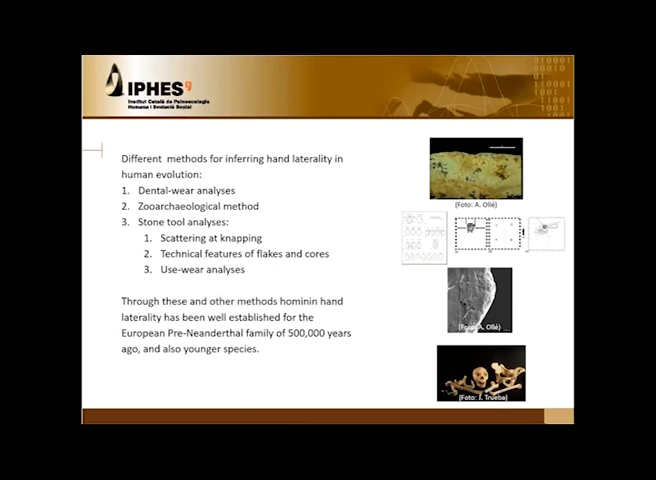 IPHES
Institut Català de Paleoecologia
Humana i Evolució Social
Different methods for inferring hand laterality in
human evolution:
1. Dental-wear analyses
2. Zooarchaeological method
3. Stone tool analyses:
1. Scattering at knapping
2. Technical features of flakes and cores
3. Use-wear analyses
Through these and other methods hominin hand
laterality has been well established for the
European Pre-Neanderthal family of 500,000 years
ago, and also younger species.
(Foto: A. Ollé)
(Foto: A. Ollé)
(Foto: J. Trueba)